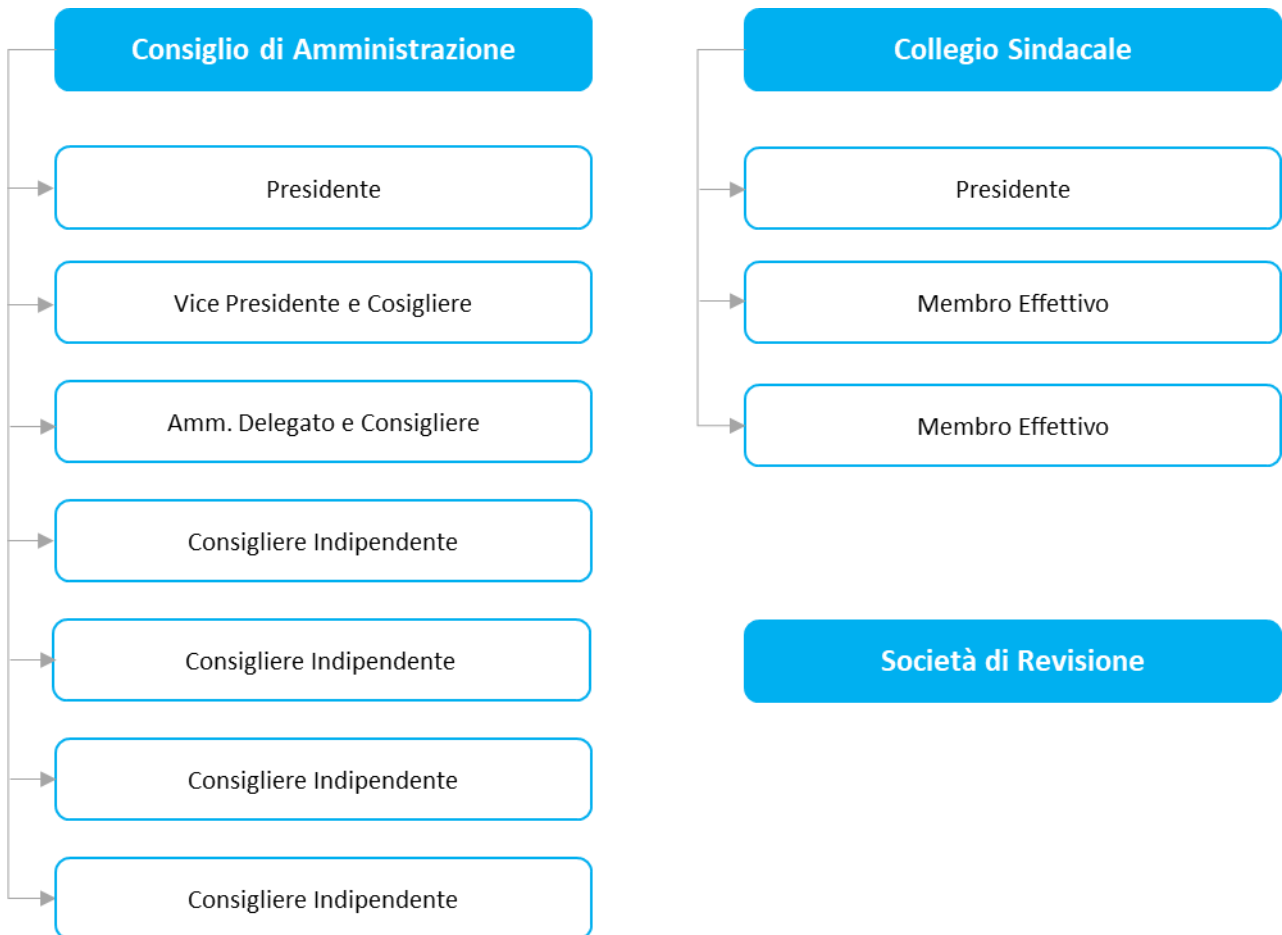 Consiglio di Amministrazione
Presidente
Vice Presidente e Cosigliere
Amm. Delegato e Consigliere
Consigliere Indipendente
Consigliere Indipendente
Consigliere Indipendente
Consigliere Indipendente
Collegio Sindacale
Presidente
Membro Effettivo
Membro Effettivo
Società di Revisione